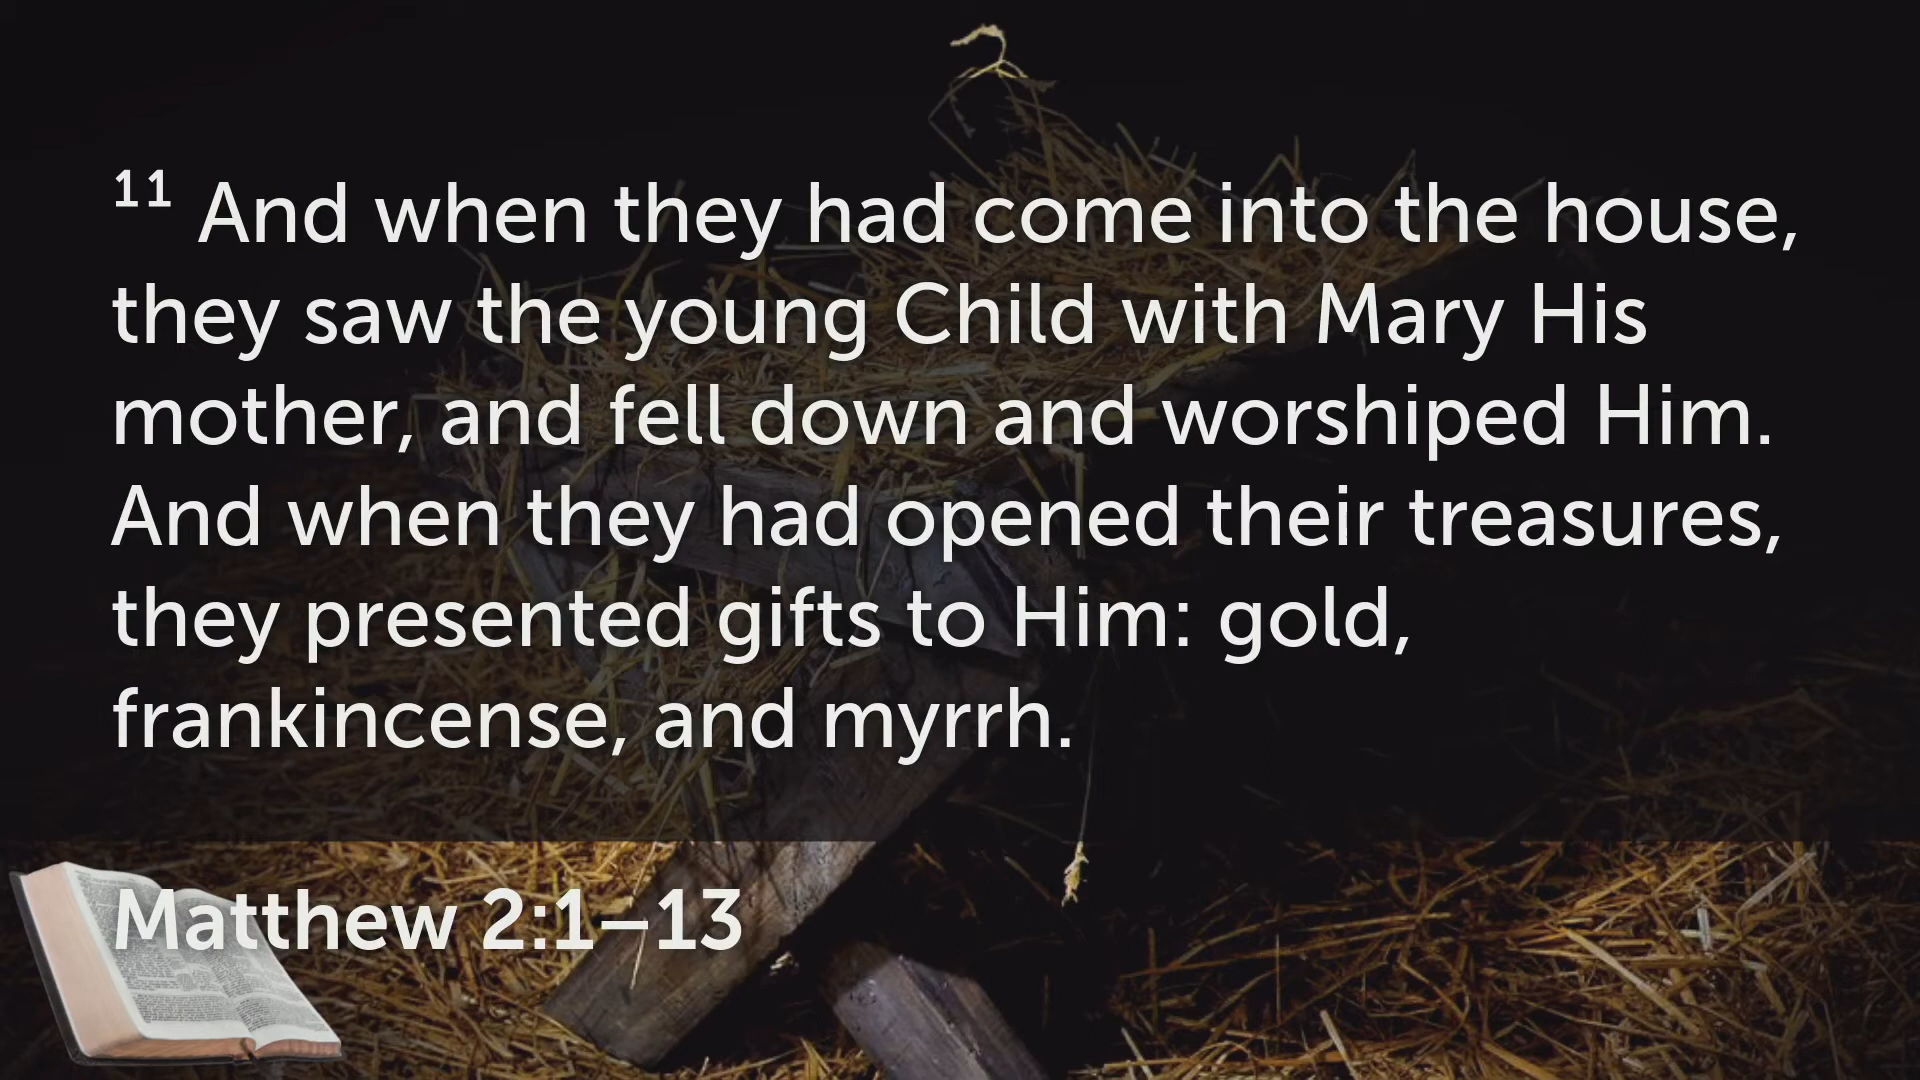 11 And when they had come into the house,
they saw the young Child with Mary His
mother, and fell down and worshiped Him.
And when they had opened their treasures,
they presented gifts to Him: gold,
frankincense, and myrrh.
Matthew 2:1–13